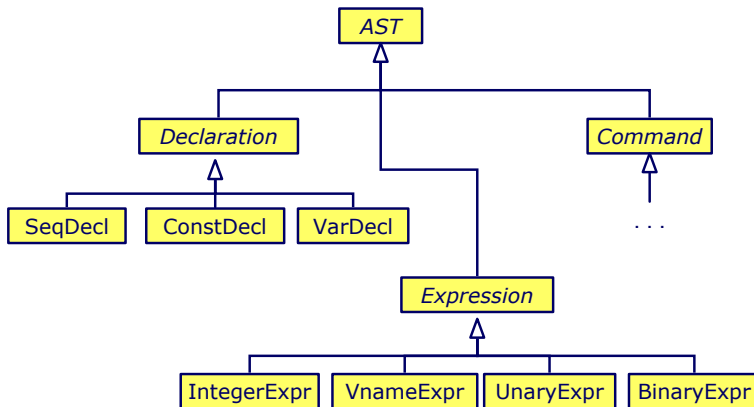 AST
Declaration
Command
SeqDecl
ConstDecl
VarDecl
. . .
Expression
IntegerExpr
VnameExpr
UnaryExpr
BinaryExpr